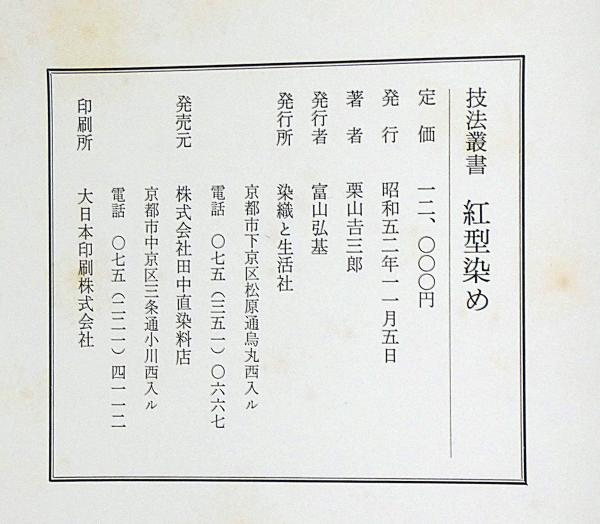 技法叢書 紅型染め
定価 一二、〇〇〇円
発行 昭和五二年一一月五日
著者 栗山吉三郎
発行者 富山弘基
発行所 染織と生活社
京都市下京区松原通烏丸西入ル
電話 〇七五(三五一)〇六六七
発売元 株式会社田中直染料店
京都市中京区三条通小川西入ル
電話 〇七五(二二一)四一一二
印刷所 大日本印刷株式会社